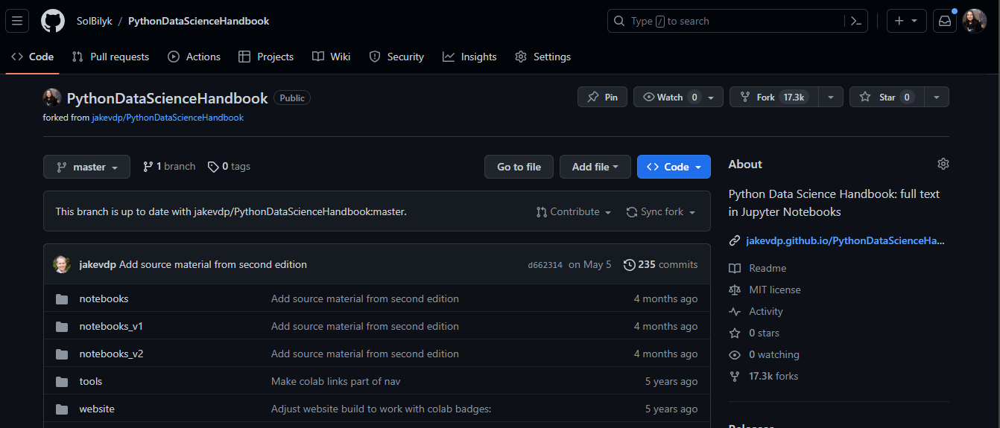 SolBilyk / PythonDataScienceHandbook
Type / to search
Code Pull requests Actions Projects Wiki Security Insights Settings
PythonDataScienceHandbook Public
Pin Watch 0 Fork 17.3k Star 0
forked from jakevdp/PythonDataScienceHandbook
master 1 branch 0 tags Go to file Add file Code
This branch is up to date with jakevdp/PythonDataScienceHandbook:master. Contribute Sync fork
jakevdp Add source material from second edition d662314 on May 5 235 commits
notebooks Add source material from second edition 4 months ago
notebooks_v1 Add source material from second edition 4 months ago
notebooks_v2 Add source material from second edition 4 months ago
tools Make colab links part of nav 5 years ago
website Adjust website build to work with colab badges: 5 years ago
About
Python Data Science Handbook: full text
in Jupyter Notebooks
jakevdp.github.io/PythonDataScienceHa...
Readme
MIT license
Activity
0 stars
0 watching
17.3k forks
Releases